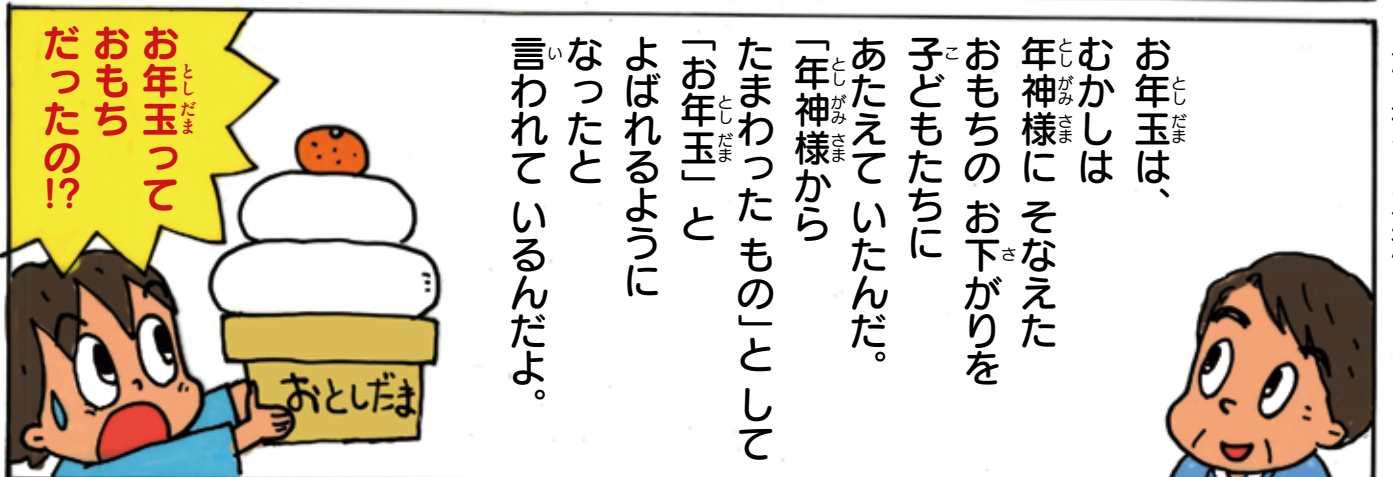 お年玉は、
むかしは
年神様に そなえた
おもちの お下がりを
子どもたちに
あたえて いたんだ。
「年神様から
たまわった もの」と して
「お年玉」 と
よばれるように
なったと
言われて いるんだよ。
お年玉って
おもち
だったの!?
おとしだま